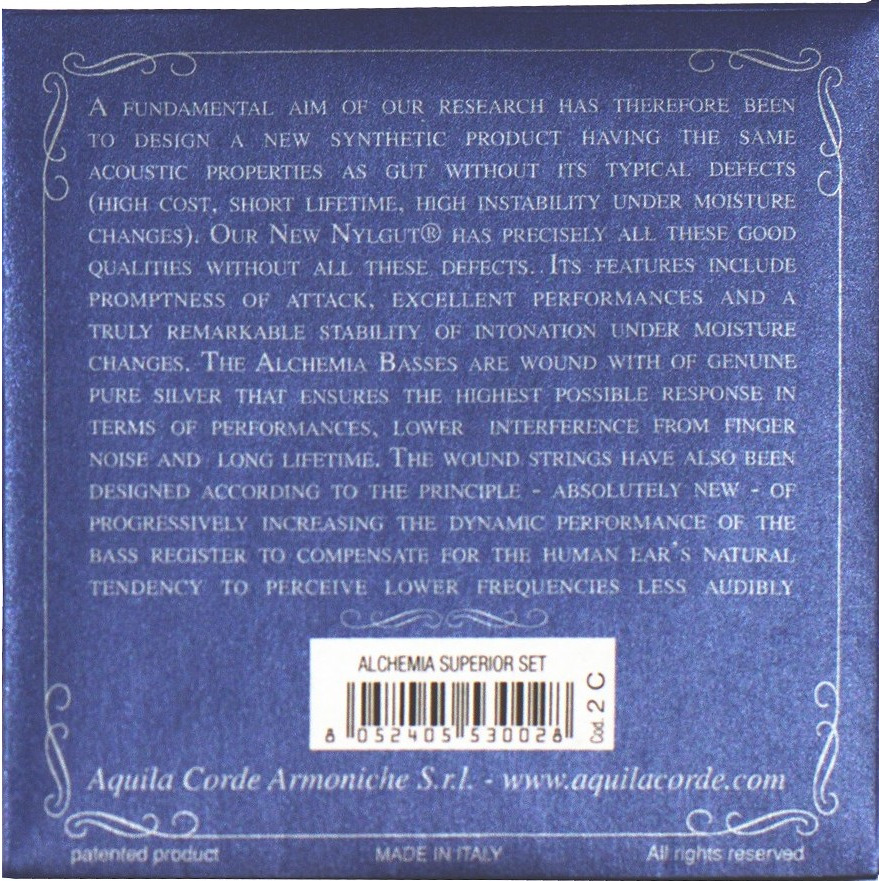 A FUNDAMENTAL AIM OF OUR RESEARCH HAS THEREFORE BEEN
TO DESIGN A NEW SYNTHETIC PRODUCT HAVING THE SAME
ACOUSTIC PROPERTIES AS GUT WITHOUT ITS TYPICAL DEFECTS
(HIGH COST, SHORT LIFETIME, HIGH INSTABILITY UNDER MOISTURE
CHANGES). OUR NEW NYLGUT® HAS PRECISELY ALL THESE GOOD
QUALITIES WITHOUT ALL THESE DEFECTS.. ITS FEATURES INCLUDE
PROMPTNESS OF ATTACK, EXCELLENT PERFORMANCES AND A
TRULY REMARKABLE STABILITY OF INTONATION UNDER MOISTURE
CHANGES. THE ALCHEMIA BASSES ARE WOUND WITH OF GENUINE
PURE SILVER THAT ENSURES THE HIGHEST POSSIBLE RESPONSE IN
TERMS OF PERFORMANCES, LOWER INTERFERENCE FROM FINGER
NOISE AND LONG LIFETIME. THE WOUND STRINGS HAVE ALSO BEEN
DESIGNED ACCORDING TO THE PRINCIPLE - ABSOLUTELY NEW - OF
PROGRESSIVELY INCREASING THE DYNAMIC PERFORMANCE OF THE
BASS REGISTER TO COMPENSATE FOR THE HUMAN EAR'S NATURAL
TENDENCY TO PERCEIVE LOWER FREQUENCIES LESS AUDIBLY
ALCHEMIA SUPERIOR SET
8 052405 530028
Cod. 2 C
Aquila Corde Armoniche S.r.l. - www.aquilacorde.com
patented product MADE IN ITALY All rights reserved